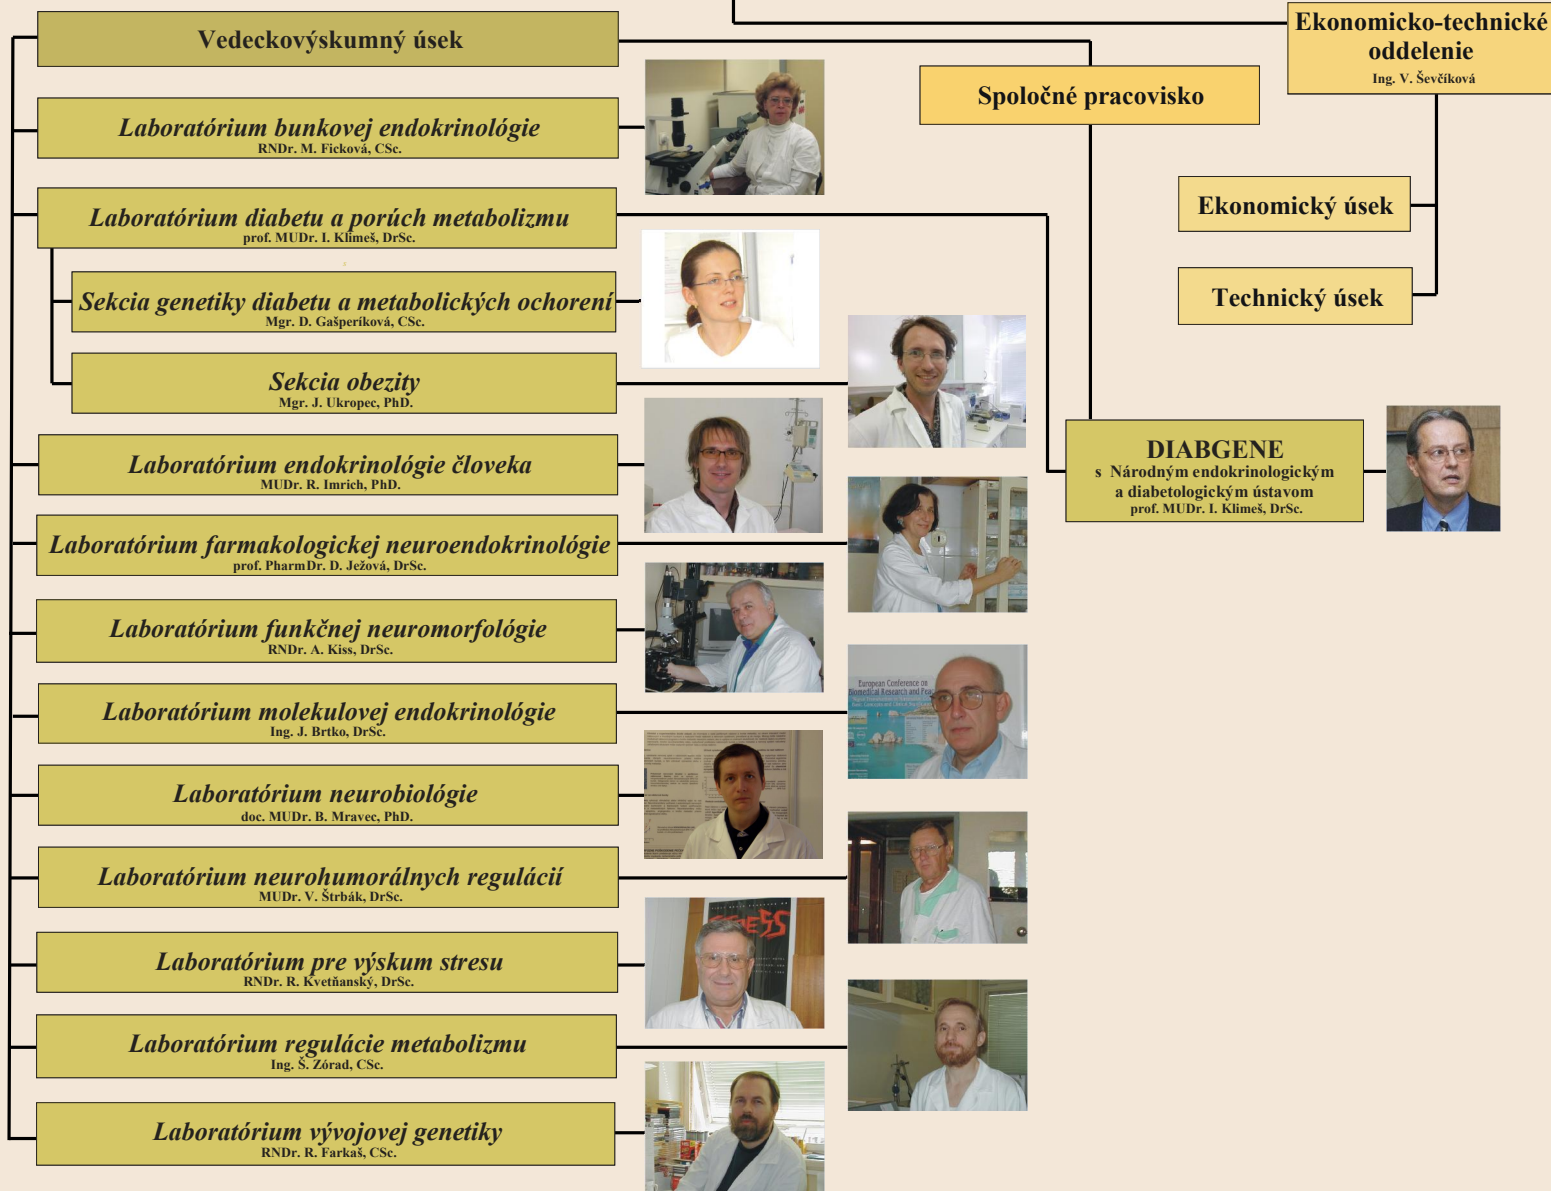 Vedeckovýskumný úsek
Laboratórium bunkovej endokrinológie
RNDr. M. Ficková, CSc.
Laboratórium diabetu a porúch metabolizmu
prof. MUDr. I. Klimeš, DrSc.
Sekcia genetiky diabetu a metabolických ochorení
Mgr. D. Gašperíková, CSc.
Sekcia obezity
Mgr. J. Ukropec, PhD.
Laboratórium endokrinológie človeka
MUDr. R. Imrich, PhD.
Laboratórium farmakologickej neuroendokrinológie
prof. PharmDr. D. Ježová, DrSc.
Laboratórium funkčnej neuromorfológie
RNDr. A. Kiss, DrSc.
Laboratórium molekulovej endokrinológie
Ing. J. Brtko, DrSc.
Laboratórium neurobiológie
doc. MUDr. B. Mravec, PhD.
Laboratórium neurohumorálnych regulácií
MUDr. V. Štrbák, DrSc.
Laboratórium pre výskum stresu
RNDr. R. Kvetňanský, DrSc.
Laboratórium regulácie metabolizmu
Ing. Š. Zórad, CSc.
Laboratórium vývojovej genetiky
RNDr. R. Farkaš, CSc.
European Conference on
Biomedical Research and
Spoločné pracovisko
DIABGENE
s Národným endokrinologickým
a diabetologickým ústavom
prof. MUDr. I. Klimeš, DrSc.
Ekonomicko-technické
oddelenie
Ing. V. Ševčíková
Ekonomický úsek
Technický úsek